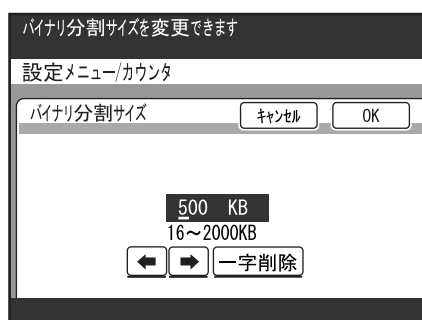 バイナリ分割サイズを変更できます
設定メニュー/カウンタ
バイナリ分割サイズ キャンセル OK
500 KB
16～2000KB
一字削除